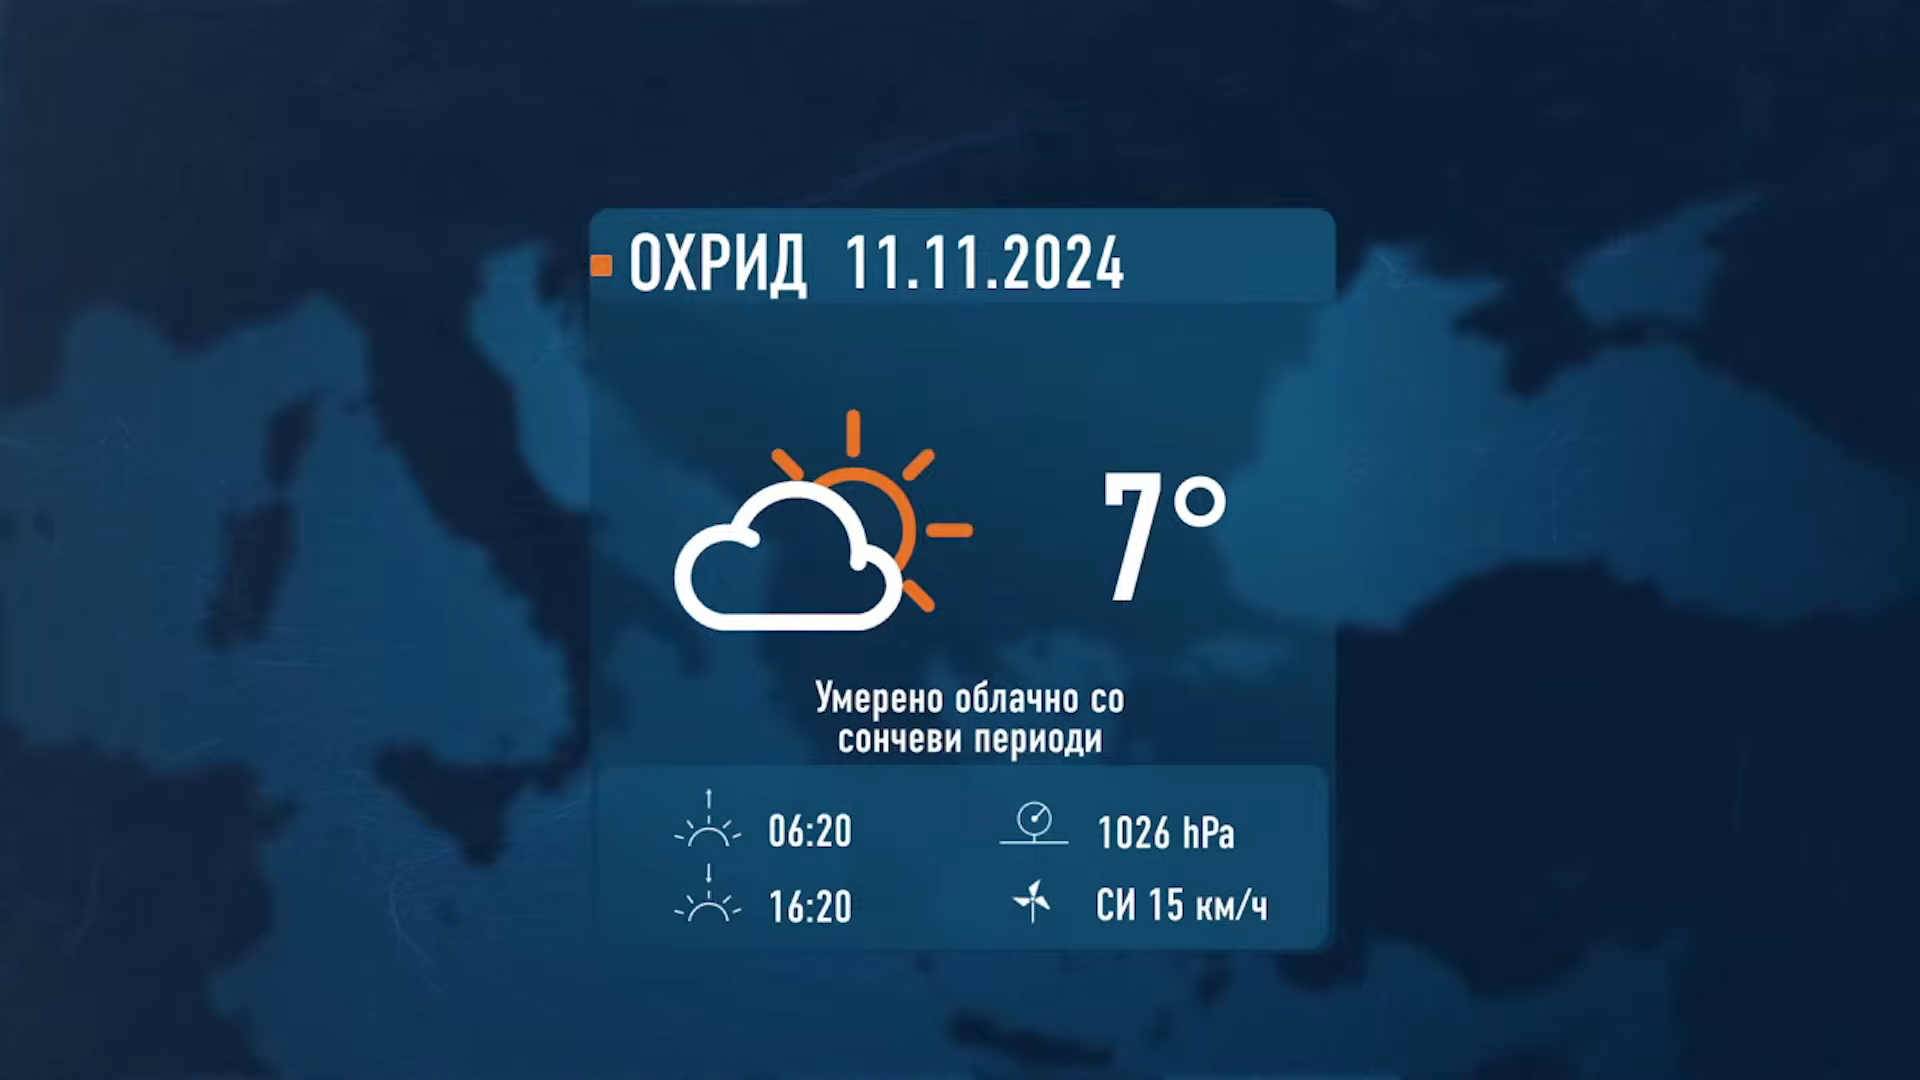 ОХРИД 11.11.2024
7°
Умерено облачно со
сончеви периоди
06:20
1026 hPa
16:20
СИ 15 км/ч